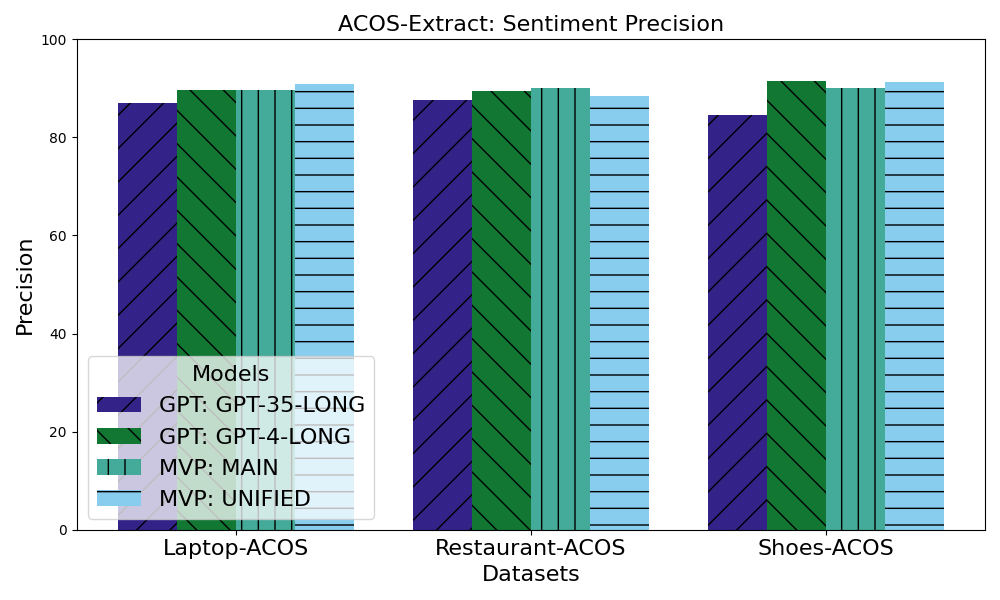 ACOS-Extract: Sentiment Precision
100
80
60
40
20
0
Precision
Models
GPT: GPT-35-LONG
GPT: GPT-4-LONG
MVP: MAIN
MVP: UNIFIED
Laptop-ACOS
Restaurant-ACOS
Shoes-ACOS
Datasets